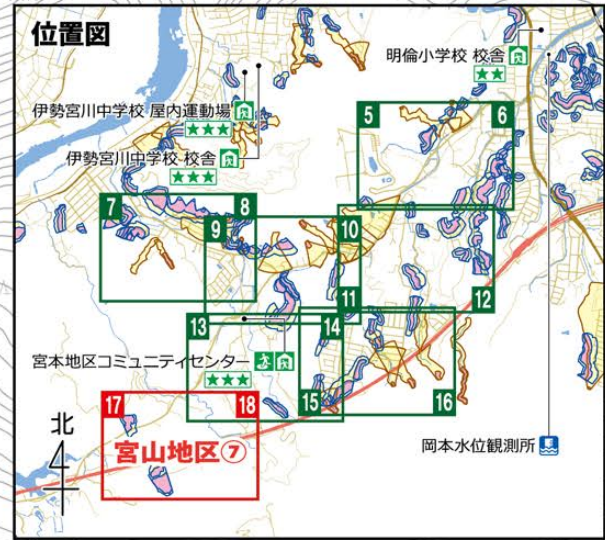 位置図
明倫小学校 校舎
★★
伊勢宮川中学校 屋内運動場
★★★
伊勢宮川中学校 校舎
★★★
5
6
7
8
9
10
11
12
13
14
宮本地区コミュニティセンター
★★★
15
16
17
18
北
宮山地区⑦
岡本水位観測所